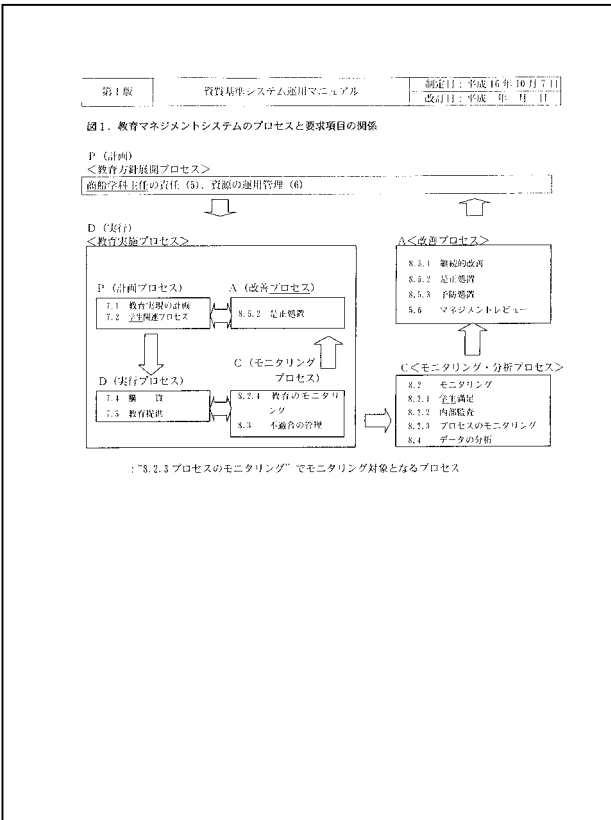 第1版
資質基準システム運用マニュアル
制定日：平成16年10月7日
改訂日：平成　年　月　日
図1．教育マネジメントシステムのプロセスと要求項目の関係
P（計画）
＜教育方針展開プロセス＞
商船学科主任の責任（5）、資源の運用管理（6）
D（実行）
＜教育実施プロセス＞
P（計画プロセス）
7.1　教育実現の計画
7.2　学生関連プロセス
A（改善プロセス）
8.5.2　是正処置
D（実行プロセス）
7.4　購　買
7.5　教育提供
C（モニタリング
プロセス）
8.2.4　教育のモニタリ
ング
8.3　不適合の管理
A＜改善プロセス＞
8.5.1　継続的改善
8.5.2　是正処置
8.5.3　予防処置
5.6　マネジメントレビュー
C＜モニタリング・分析プロセス＞
8.2　モニタリング
8.2.1　学生満足
8.2.2　内部監査
8.2.3　プロセスのモニタリング
8.4　データの分析
：“8.2.3プロセスのモニタリング”でモニタリング対象となるプロセス